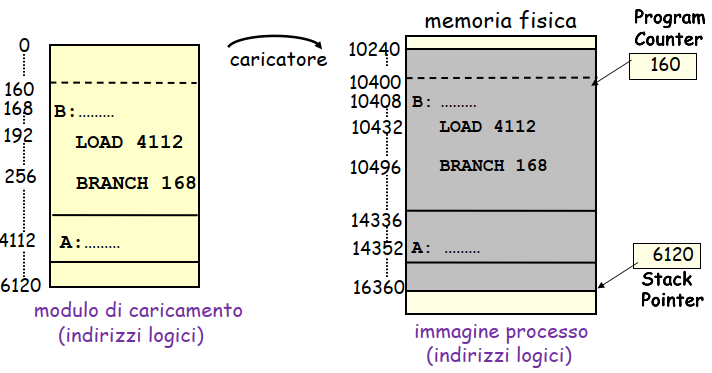 memoria fisica
Program
Counter
160
caricatore
0
160
168
192
256
4112
6120
B:.........
LOAD 4112
BRANCH 168
A:.........
modulo di caricamento
(indirizzi logici)
10240
10400
10408
10432
10496
14336
14352
16360
B: .........
LOAD 4112
BRANCH 168
A: .........
6120
Stack
Pointer
immagine processo
(indirizzi logici)